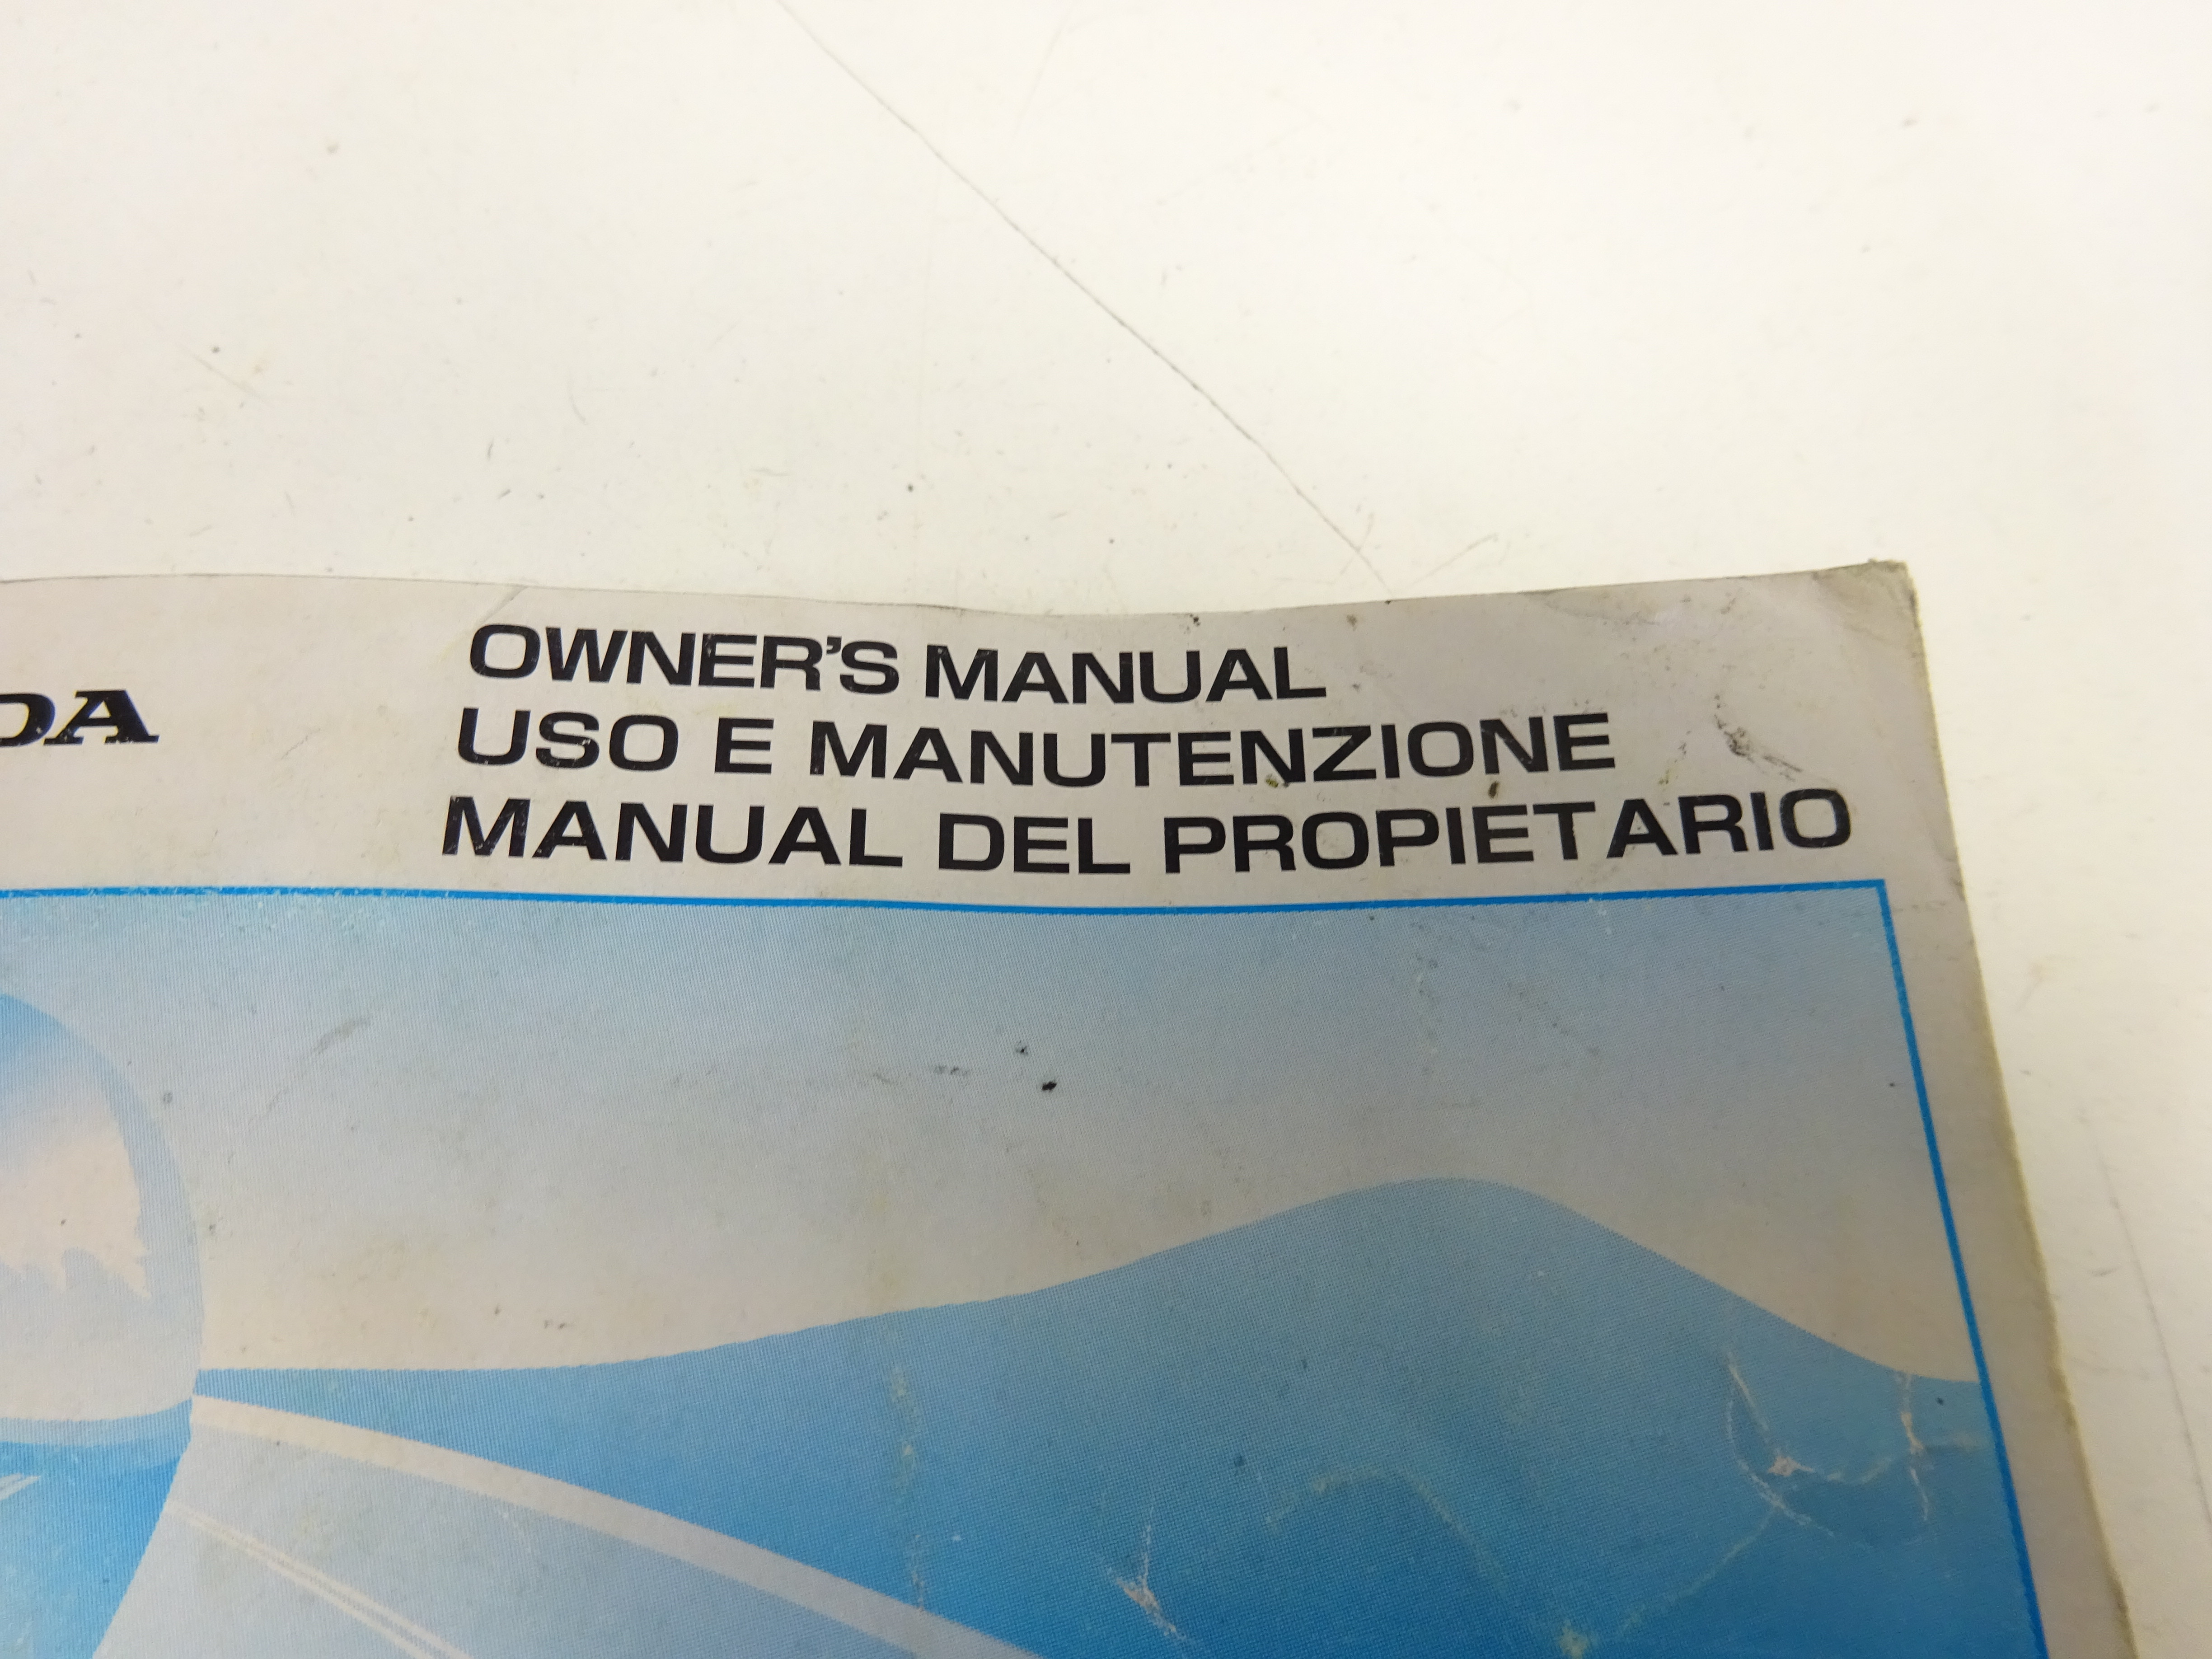 DA
OWNER'S MANUAL
USO E MANUTENZIONE
MANUAL DEL PROPIETARIO